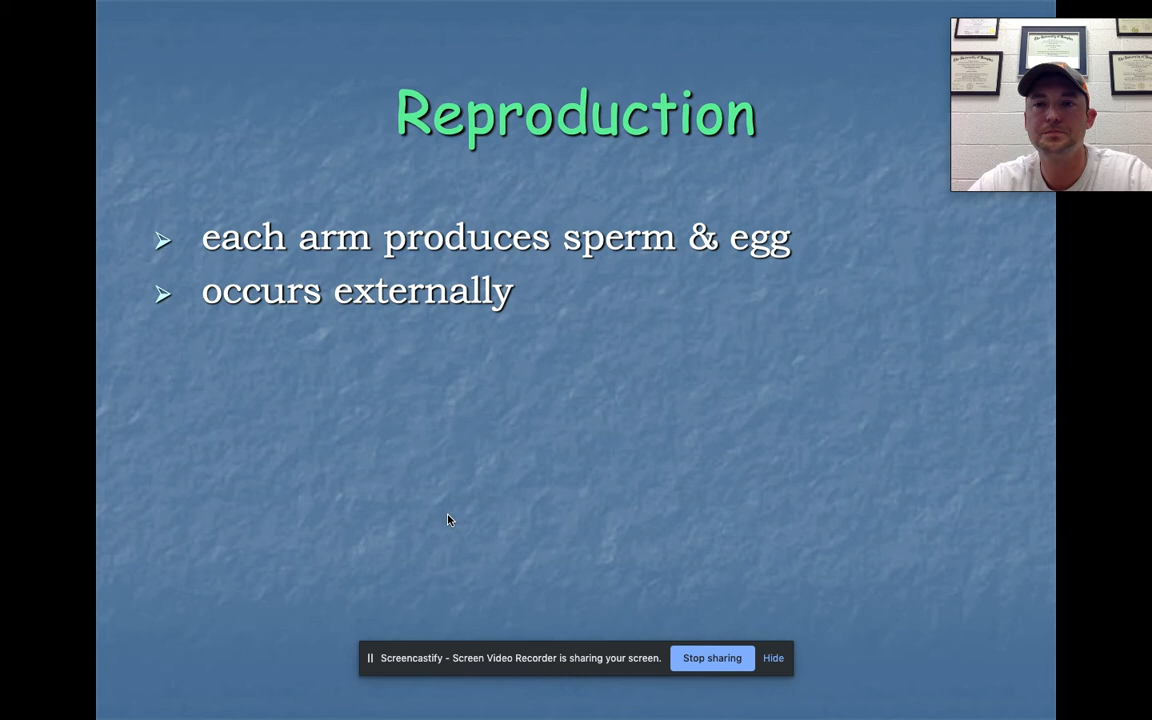 Reproduction
each arm produces sperm & egg
occurs externally
Screencastify - Screen Video Recorder is sharing your screen.
Stop sharing
Hide